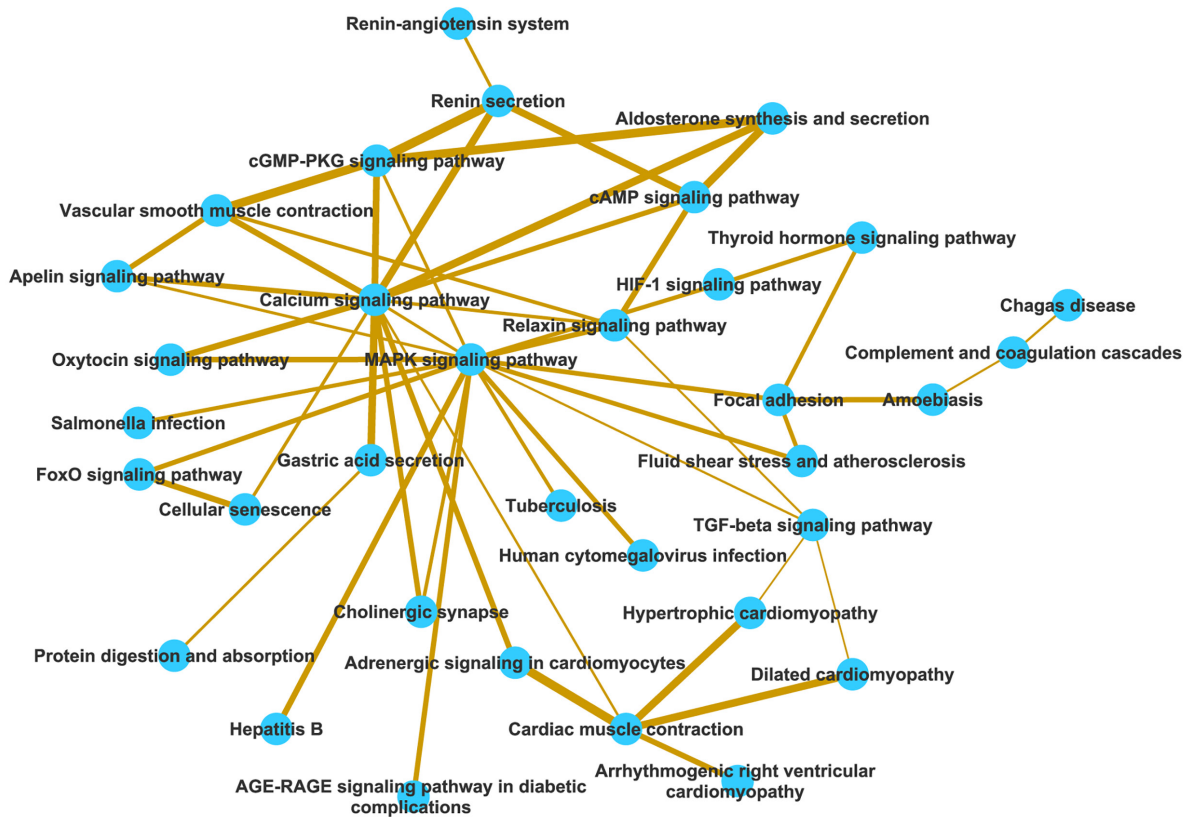 Renin-angiotensin system
Renin secretion
Aldosterone synthesis and secretion
cGMP-PKG signaling pathway
cAMP signaling pathway
Vascular smooth muscle contraction
Thyroid hormone signaling pathway
Apelin signaling pathway
HIF-1 signaling pathway
Calcium signaling pathway
Chagas disease
Relaxin signaling pathway
Complement and coagulation cascades
Oxytocin signaling pathway
MAPK signaling pathway
Focal adhesion
Amoebiasis
Salmonella infection
Gastric acid secretion
Fluid shear stress and atherosclerosis
FoxO signaling pathway
Cellular senescence
Tuberculosis
TGF-beta signaling pathway
Human cytomegalovirus infection
Cholinergic synapse
Hypertrophic cardiomyopathy
Protein digestion and absorption
Adrenergic signaling in cardiomyocytes
Dilated cardiomyopathy
Hepatitis B
Cardiac muscle contraction
Arrhythmogenic right ventricular
cardiomyopathy
AGE-RAGE signaling pathway in diabetic
complications